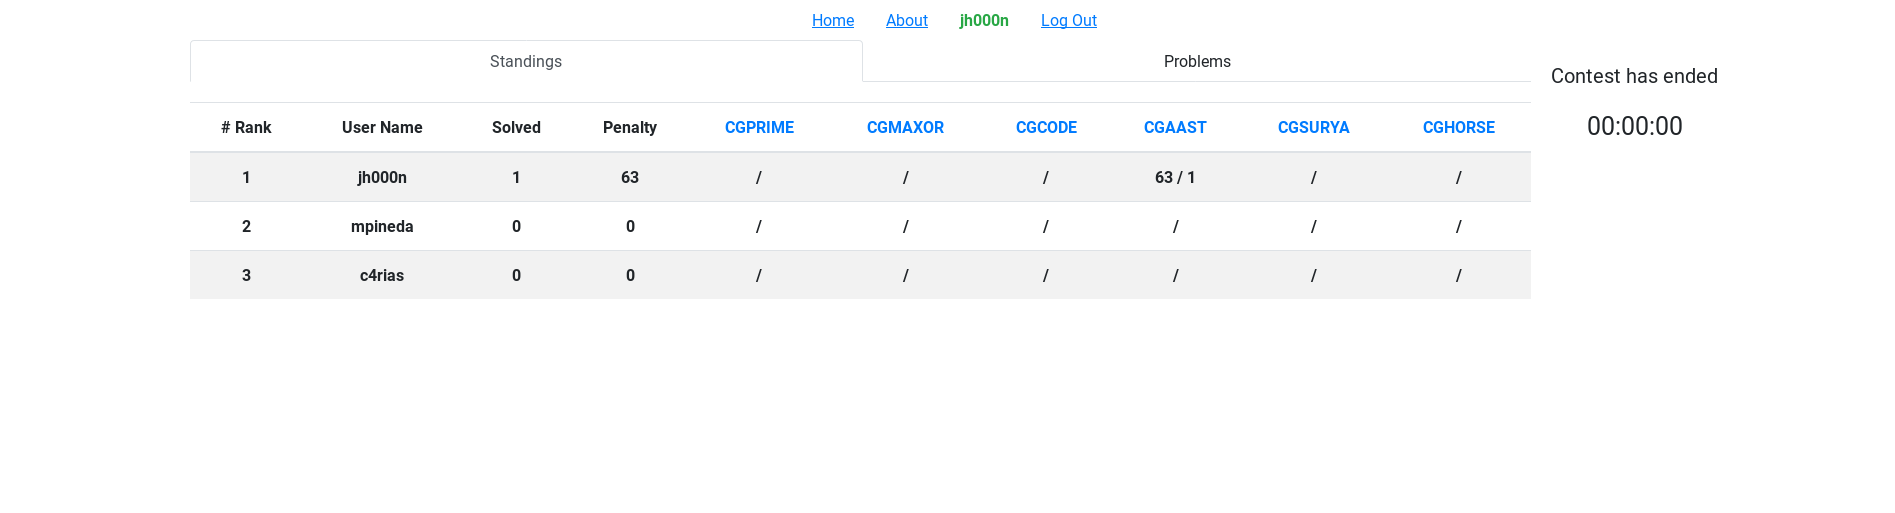 Home About jh000n Log Out
Standings Problems
Contest has ended
00:00:00
# Rank User Name Solved Penalty CGPRIME CGMAXOR CGCODE CGAAST CGSURYA CGHORSE
1 jh000n 1 63 / / / 63 / 1 / /
2 mpineda 0 0 / / / / / /
3 c4rias 0 0 / / / / / /